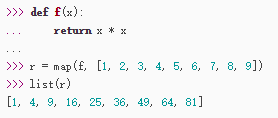 >>> def f(x):
...     return x * x
...
>>> r = map(f, [1, 2, 3, 4, 5, 6, 7, 8, 9])
>>> list(r)
[1, 4, 9, 16, 25, 36, 49, 64, 81]